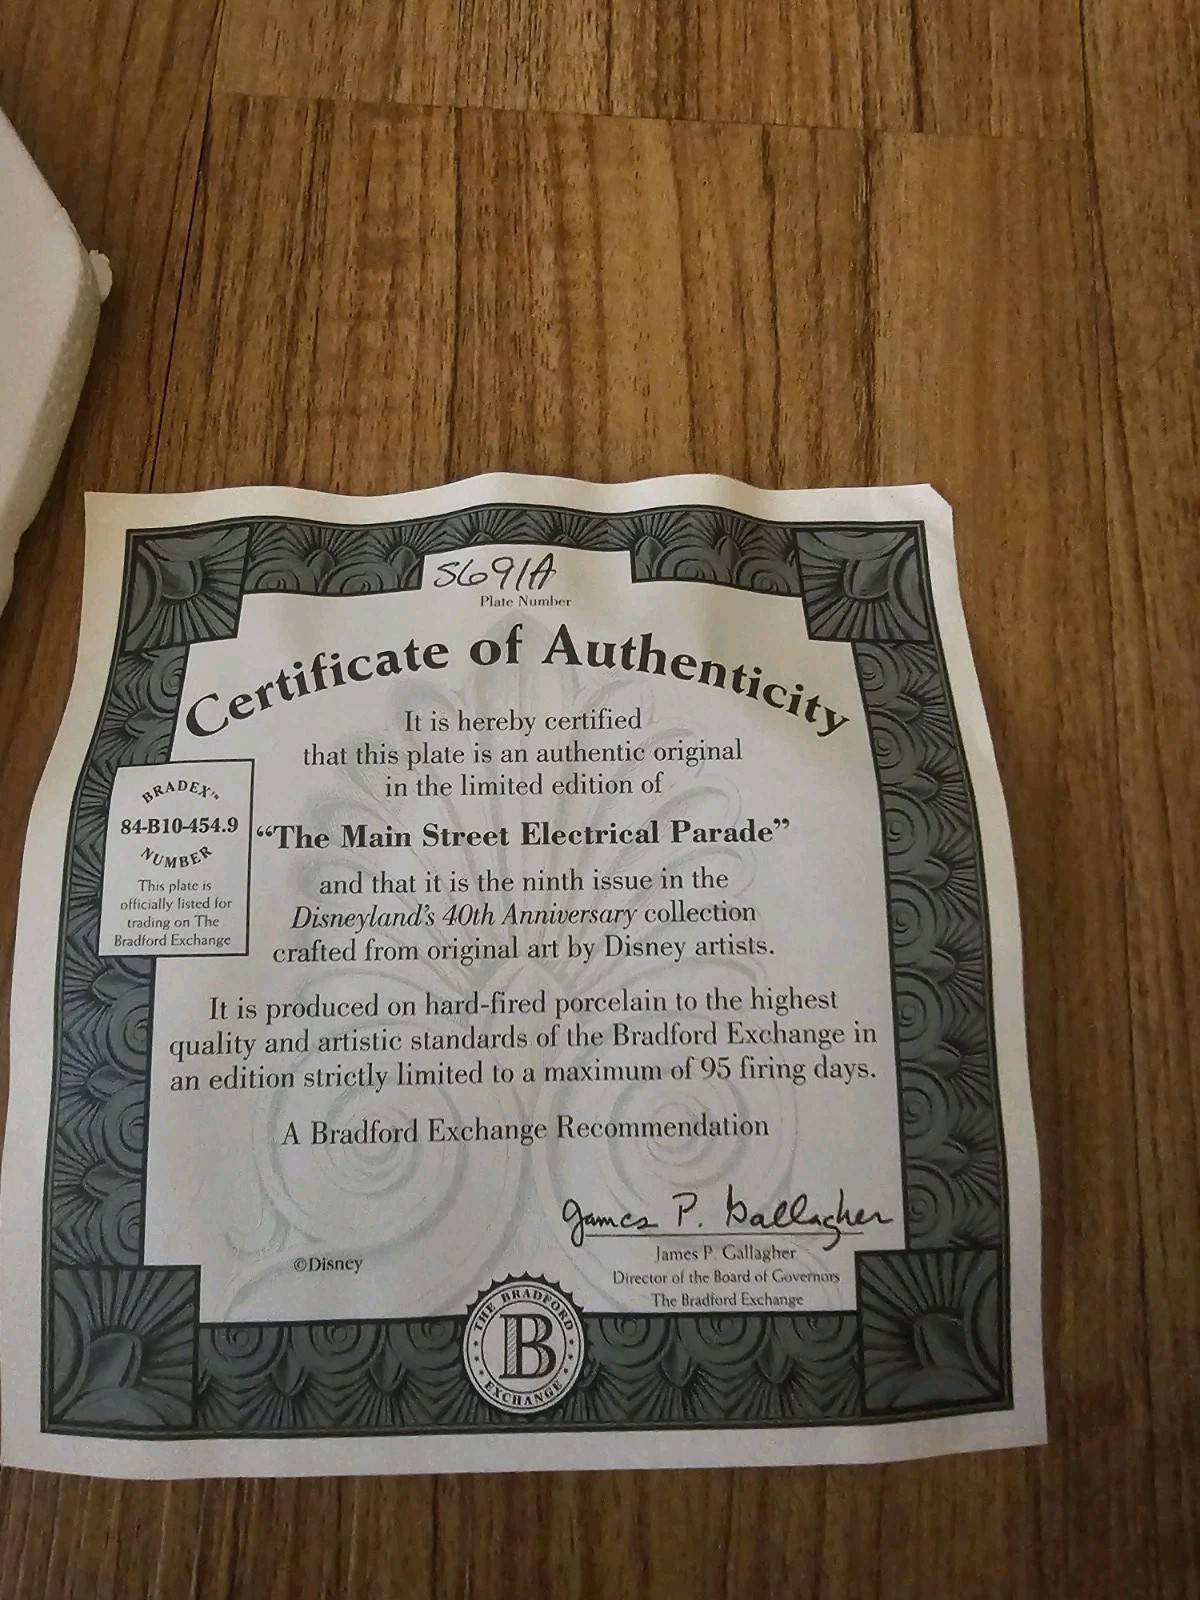 5691A
Plate Number
Certificate of Authenticity
It is hereby certified
that this plate is an authentic original
in the limited edition of
BRADEX™
84-B10-454.9
NUMBER
This plate is
officially listed for
trading on The
Bradford Exchange
“The Main Street Electrical Parade”
and that it is the ninth issue in the
Disneyland's 40th Anniversary collection
crafted from original art by Disney artists.
It is produced on hard-fired porcelain to the highest
quality and artistic standards of the Bradford Exchange in
an edition strictly limited to a maximum of 95 firing days.
A Bradford Exchange Recommendation
James P. Gallagher
James P. Gallagher
Director of the Board of Governors
The Bradford Exchange
©Disney
THE BRADFORD
B
EXCHANGE